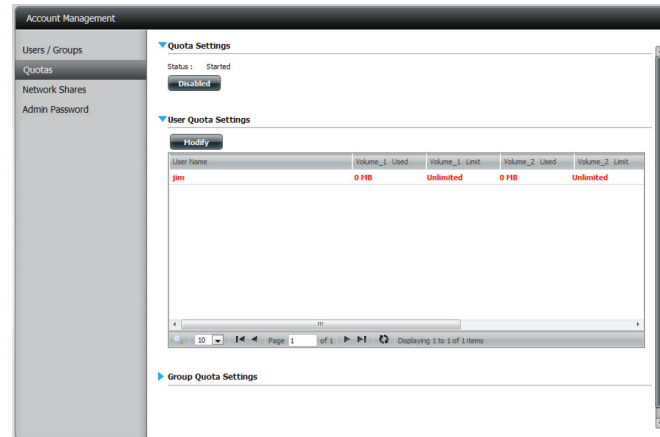 Account Management
Users / Groups
Quotas
Network Shares
Admin Password
Quota Settings
Status : Started
Disabled
User Quota Settings
Modify
User Name Volume_1 Used Volume_1 Limit Volume_2 Used Volume_2 Limit
jim 0 MB Unlimited 0 MB Unlimited
10 Page 1 of 1 Displaying 1 to 1 of 1 items
Group Quota Settings